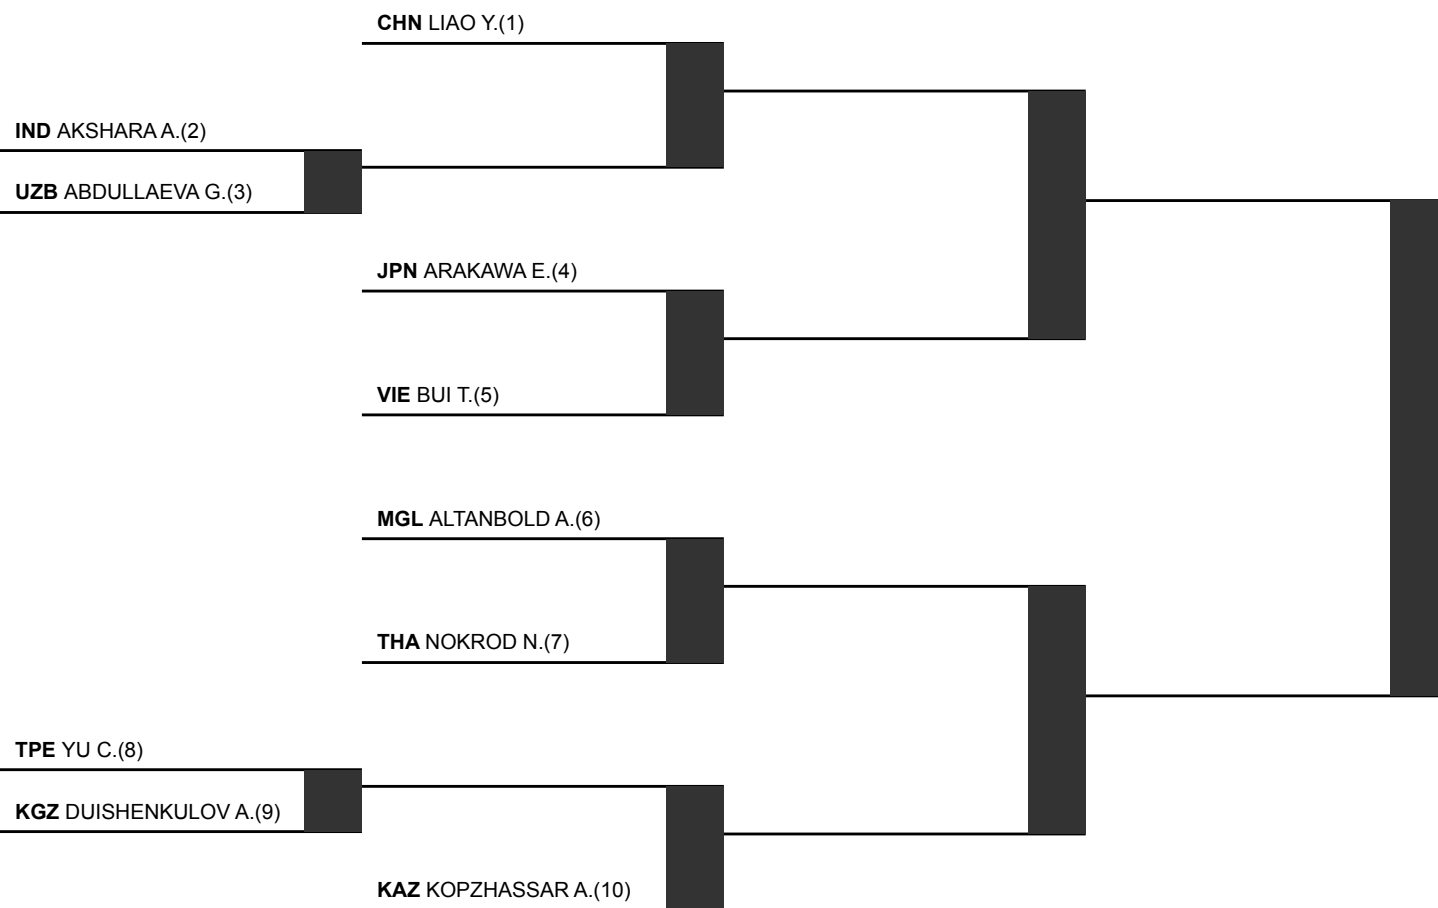 CHN LIAO Y.(1)
IND AKSHARA A.(2)
UZB ABDULLAEVA G.(3)
JPN ARAKAWA E.(4)
VIE BUI T.(5)
MGL ALTANBOLD A.(6)
THA NOKROD N.(7)
TPE YU C.(8)
KGZ DUISHENKULOV A.(9)
KAZ KOPZHASSAR A.(10)